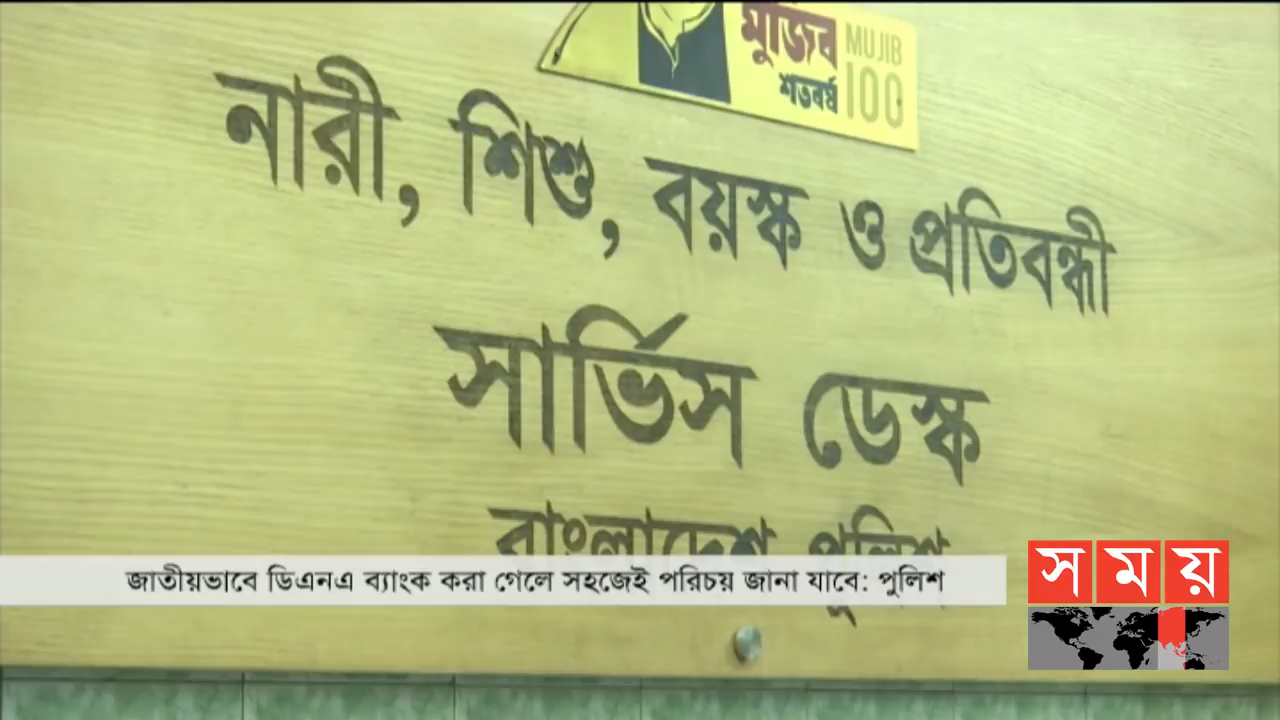 মুজিব MUJIB
শতবর্ষ 100
নারী, শিশু, বয়স্ক ও প্রতিবন্ধী
সার্ভিস ডেস্ক
বাংলাদেশ পুলিশ
জাতীয়ভাবে ডিএনএ ব্যাংক করা গেলে সহজেই পরিচয় জানা যাবে: পুলিশ
সময়